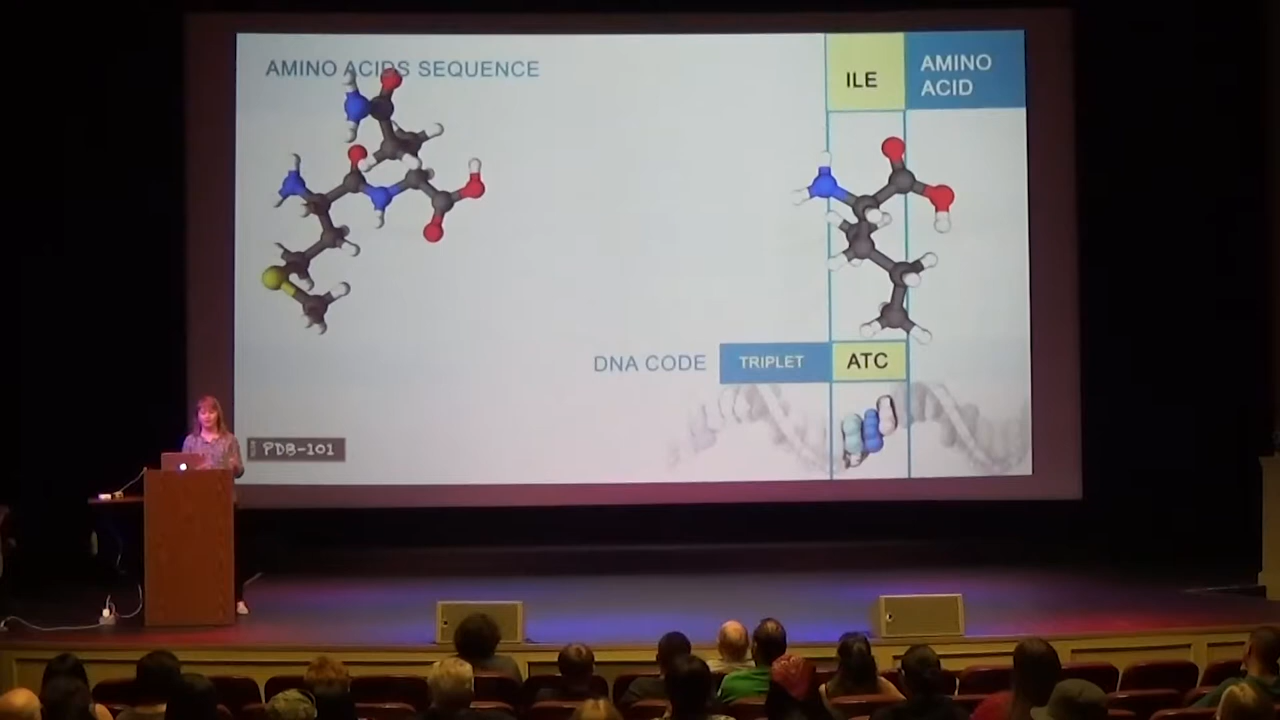 AMINO ACIDS SEQUENCE
ILE
AMINO
ACID
DNA CODE
TRIPLET
ATC
PDB-101